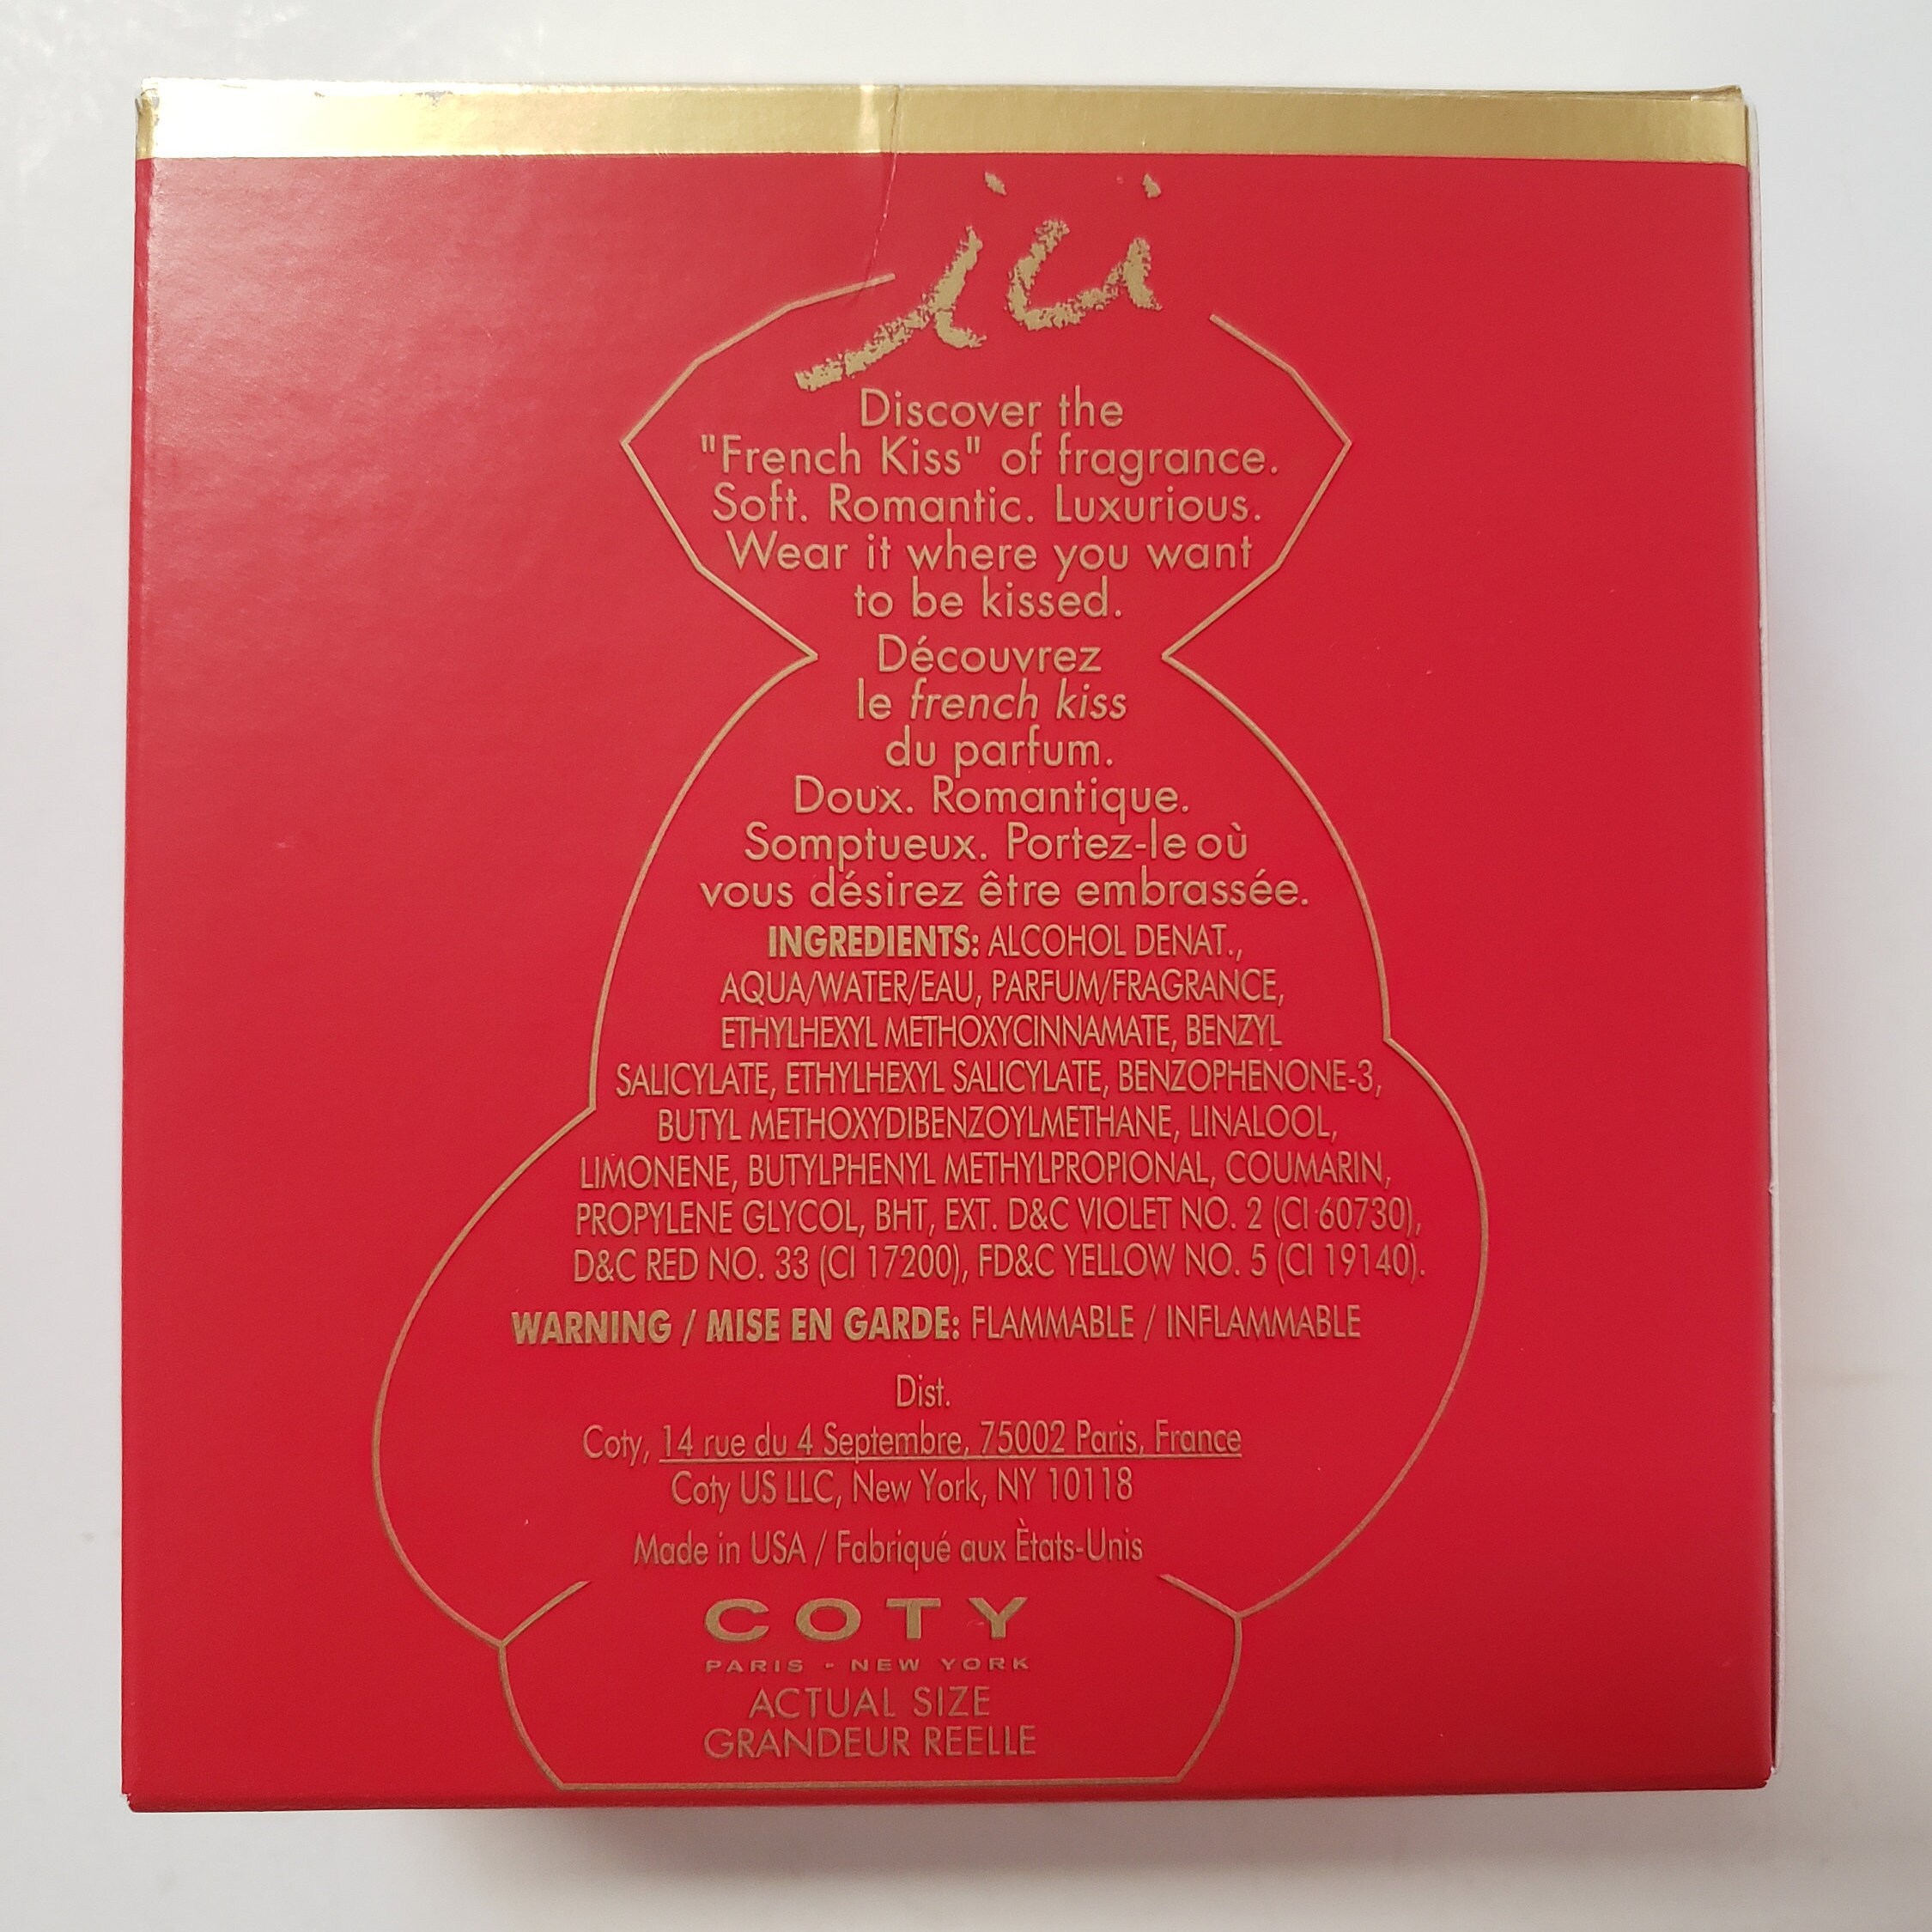 ici
Discover the
"French Kiss" of fragrance.
Soft. Romantic. Luxurious.
Wear it where you want
to be kissed.
Découvrez
le french kiss
du parfum.
Doux. Romantique.
Somptueux. Portez-le où
vous désirez être embrassée.
INGREDIENTS: ALCOHOL DENAT.,
AQUA/WATER/EAU, PARFUM/FRAGRANCE,
ETHYLHEXYL METHOXYCINNAMATE, BENZYL
SALICYLATE, ETHYLHEXYL SALICYLATE, BENZOPHENONE-3,
BUTYL METHOXYDIBENZOYLMETHANE, LINALOOL,
LIMONENE, BUTYLPHENYL METHYLPROPIONAL, COUMARIN,
PROPYLENE GLYCOL, BHT, EXT. D&C VIOLET NO. 2 (CI 60730),
D&C RED NO. 33 (CI 17200), FD&C YELLOW NO. 5 (CI 19140).
WARNING / MISE EN GARDE: FLAMMABLE / INFLAMMABLE
Dist.
Coty, 14 rue du 4 Septembre, 75002 Paris, France
Coty US LLC, New York, NY 10118
Made in USA / Fabriqué aux Ètats-Unis
COTY
PARIS - NEW YORK
ACTUAL SIZE
GRANDEUR REELLE